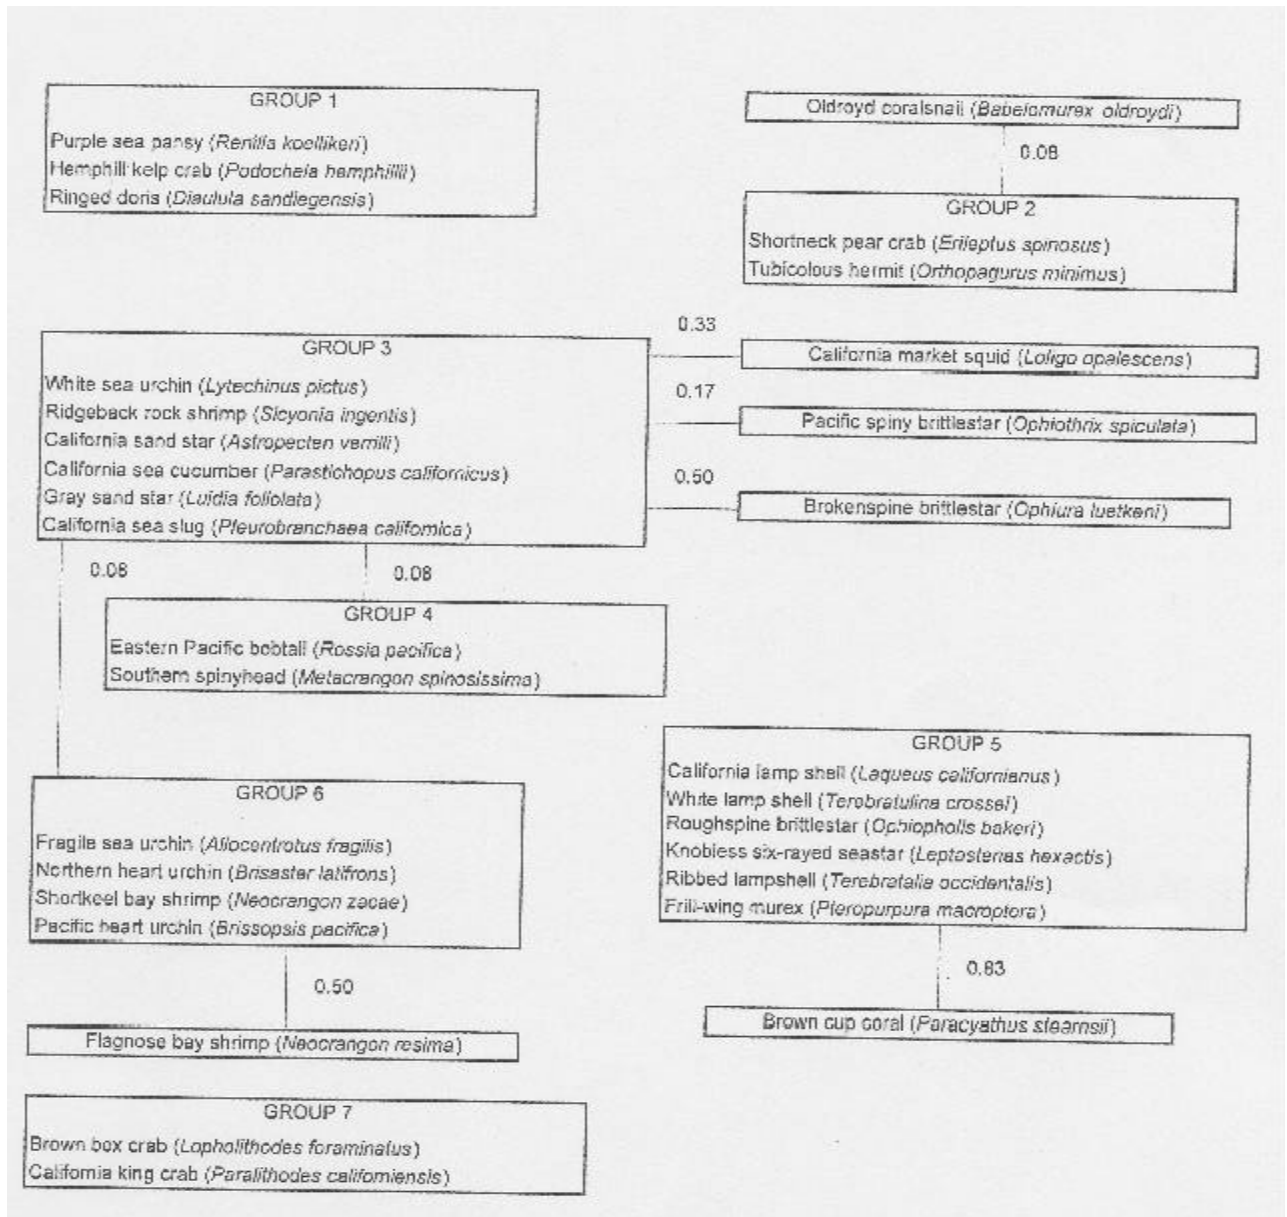 GROUP 1
Purple sea pansy (Renilla koellikeri)
Hemphill kelp crab (Podochela hemphillii)
Ringed doris (Diaulula sandiegensis)
Oldroyd coralsnail (Babelomurex oldroydi)
0.08
GROUP 2
Shortneck pear crab (Erileptus spinosus)
Tubicolous hermit (Orthopagurus minimus)
GROUP 3
White sea urchin (Lytechinus pictus)
Ridgeback rock shrimp (Sicyonia ingentis)
California sand star (Astropecten verrilli)
California sea cucumber (Parastichopus californicus)
Gray sand star (Luidia foliolata)
California sea slug (Pleurobranchaea californica)
0.33
California market squid (Loligo opalescens)
0.17
Pacific spiny brittlestar (Ophiothrix spiculata)
0.50
Brokenspine brittlestar (Ophiura luetkeni)
0.08
0.08
GROUP 4
Eastern Pacific bobtail (Rossia pacifica)
Southern spinyhead (Metacrangon spinosissima)
GROUP 5
California lamp shell (Laqueus californianus)
White lamp shell (Terebratulina crossei)
Roughspine brittlestar (Ophiopholis bakeri)
Knobless six-rayed seastar (Leptasterias hexactis)
Ribbed lampshell (Terebratalia occidentalis)
Frill-wing murex (Pteropurpura macroptera)
0.83
Brown cup coral (Paracyathus stearnsii)
GROUP 6
Fragile sea urchin (Allocentrotus fragilis)
Northern heart urchin (Brisaster latifrons)
Shortkeel bay shrimp (Neocrangon zacae)
Pacific heart urchin (Brissopsis pacifica)
0.50
Flagnose bay shrimp (Neocrangon resima)
GROUP 7
Brown box crab (Lopholithodes foraminatus)
California king crab (Paralithodes californiensis)